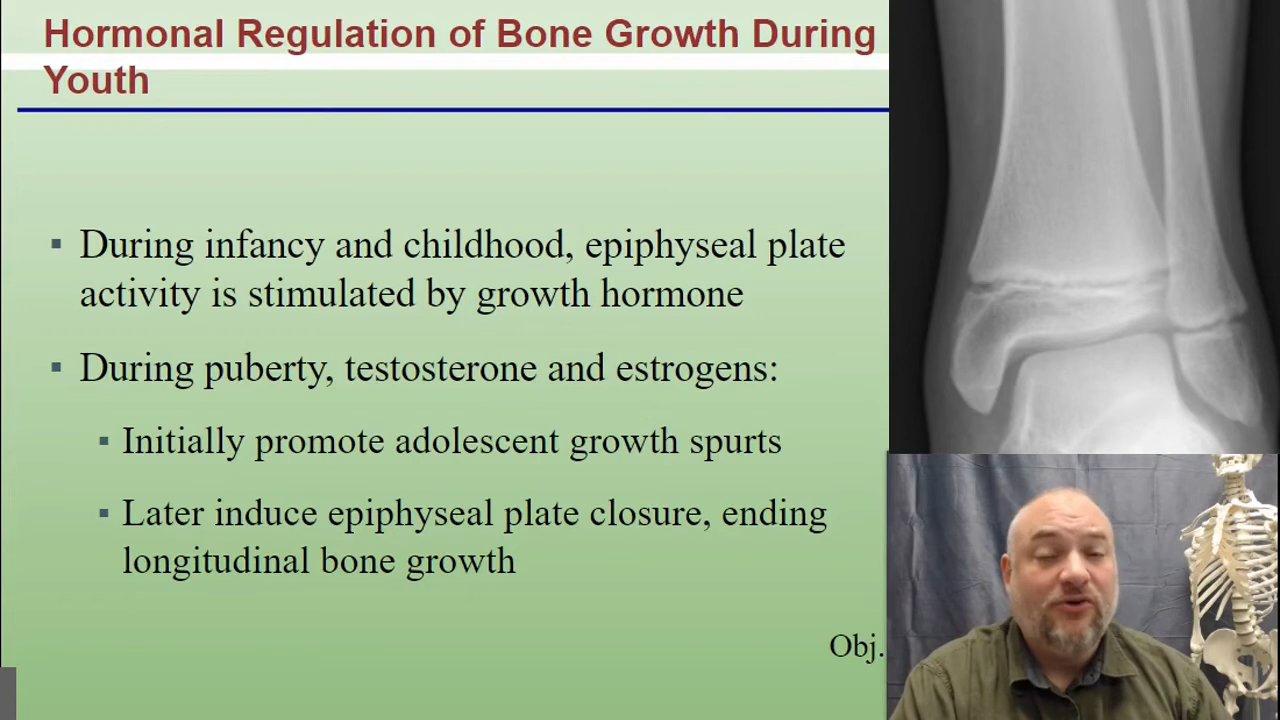 Hormonal Regulation of Bone Growth During
Youth
▪ During infancy and childhood, epiphyseal plate
activity is stimulated by growth hormone
▪ During puberty, testosterone and estrogens:
▪ Initially promote adolescent growth spurts
▪ Later induce epiphyseal plate closure, ending
longitudinal bone growth
Obj.